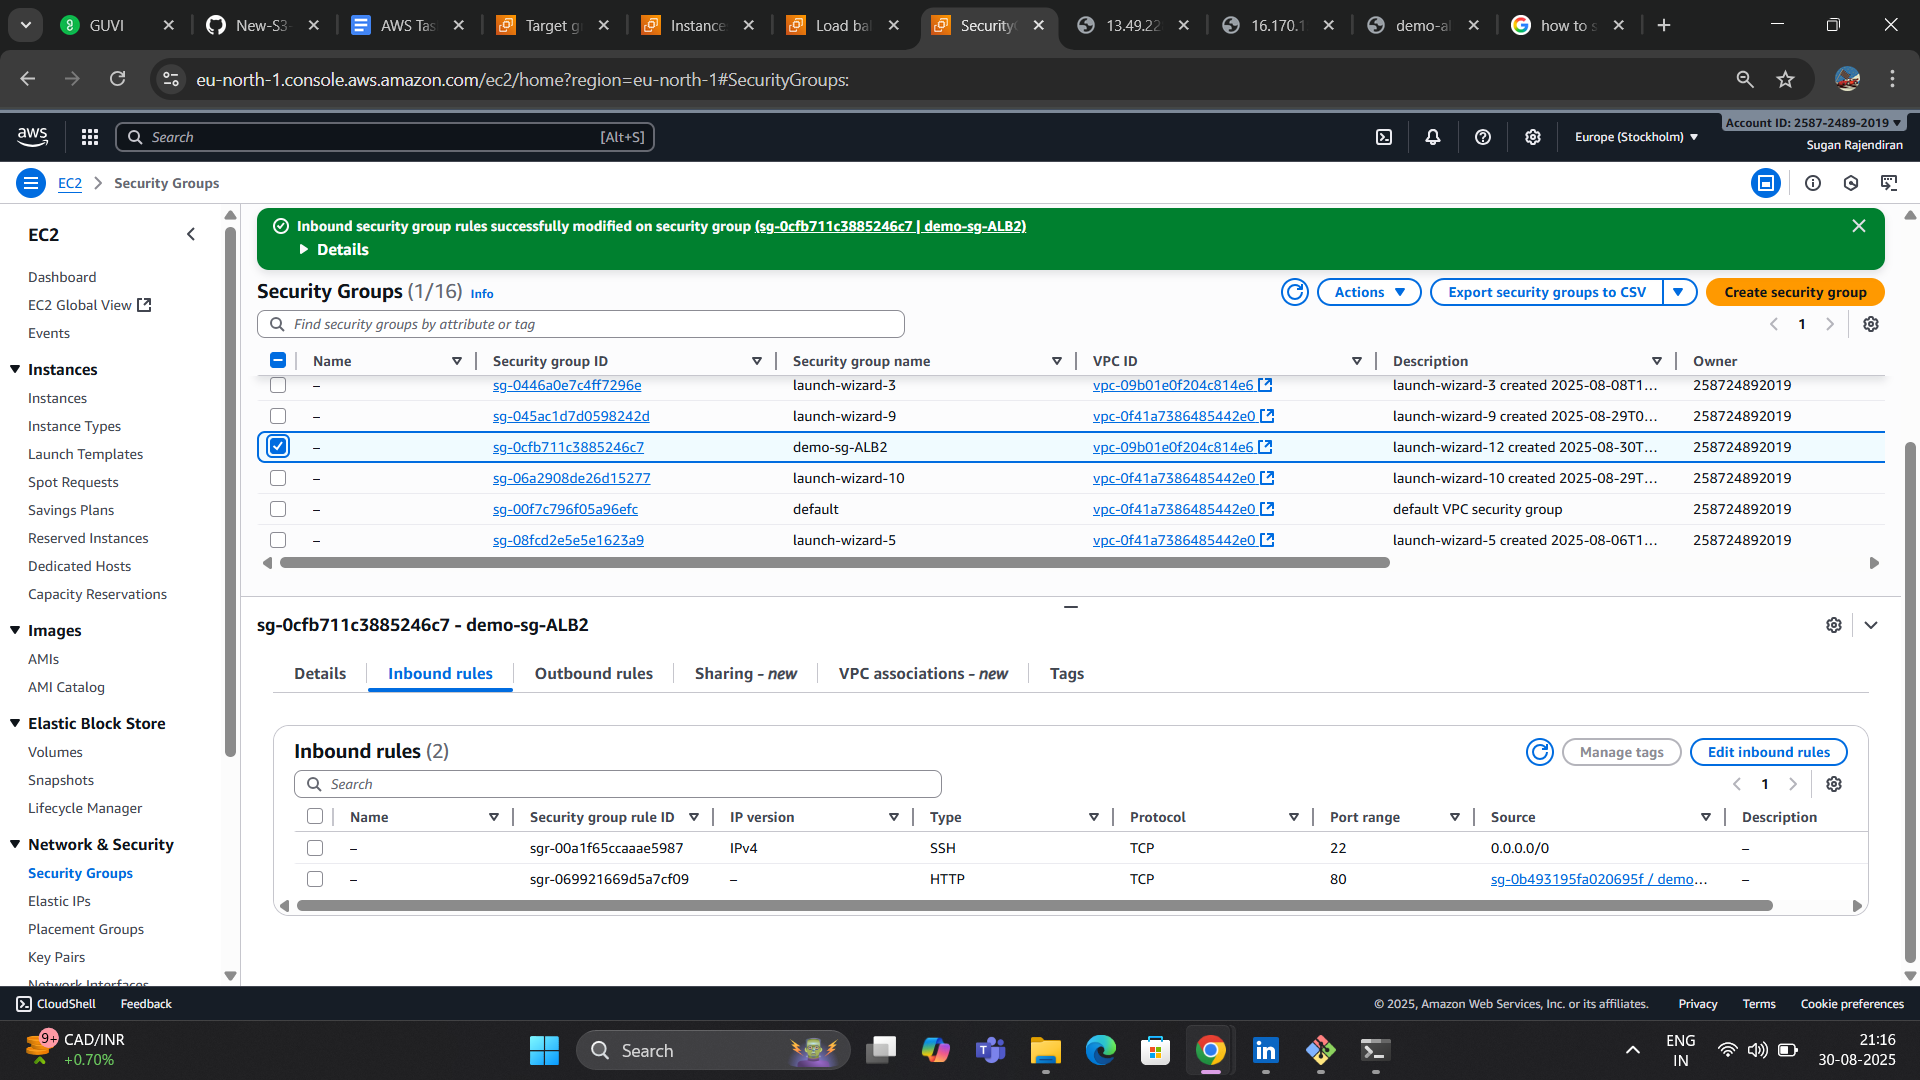 GUVI
New-S3-
AWS Tas
Target g
Instance
Load bal
Security
13.49.22
16.170.1
demo-al
how to s
eu-north-1.console.aws.amazon.com/ec2/home?region=eu-north-1#SecurityGroups:
aws
Search
[Alt+S]
Europe (Stockholm)
Account ID: 2587-2489-2019
Sugan Rajendiran
EC2
Security Groups
EC2
Dashboard
EC2 Global View
Events
Instances
Instances
Instance Types
Launch Templates
Spot Requests
Savings Plans
Reserved Instances
Dedicated Hosts
Capacity Reservations
Images
AMIs
AMI Catalog
Elastic Block Store
Volumes
Snapshots
Lifecycle Manager
Network & Security
Security Groups
Elastic IPs
Placement Groups
Key Pairs
Network Interfaces
Inbound security group rules successfully modified on security group (sg-0cfb711c3885246c7 | demo-sg-ALB2)
Details
Security Groups (1/16) Info
Actions
Export security groups to CSV
Create security group
Find security groups by attribute or tag
1
Name Security group ID Security group name VPC ID Description Owner
– sg-0446a0e7c4ff7296e launch-wizard-3 vpc-09b01e0f204c814e6 launch-wizard-3 created 2025-08-08T1... 258724892019
– sg-045ac1d7d0598242d launch-wizard-9 vpc-0f41a7386485442e0 launch-wizard-9 created 2025-08-29T0... 258724892019
– sg-0cfb711c3885246c7 demo-sg-ALB2 vpc-09b01e0f204c814e6 launch-wizard-12 created 2025-08-30T... 258724892019
– sg-06a2908de26d15277 launch-wizard-10 vpc-0f41a7386485442e0 launch-wizard-10 created 2025-08-29T... 258724892019
– sg-00f7c796f05a96efc default vpc-0f41a7386485442e0 default VPC security group 258724892019
– sg-08fcd2e5e5e1623a9 launch-wizard-5 vpc-0f41a7386485442e0 launch-wizard-5 created 2025-08-06T1... 258724892019
sg-0cfb711c3885246c7 - demo-sg-ALB2
Details Inbound rules Outbound rules Sharing - new VPC associations - new Tags
Inbound rules (2)
Manage tags
Edit inbound rules
Search
1
Name Security group rule ID IP version Type Protocol Port range Source Description
– sgr-00a1f65ccaaae5987 IPv4 SSH TCP 22 0.0.0.0/0 –
– sgr-069921669d5a7cf09 – HTTP TCP 80 sg-0b493195fa020695f / demo... –
CloudShell Feedback
© 2025, Amazon Web Services, Inc. or its affiliates. Privacy Terms Cookie preferences
9+
CAD/INR
+0.70%
Search
ENG
IN
21:16
30-08-2025